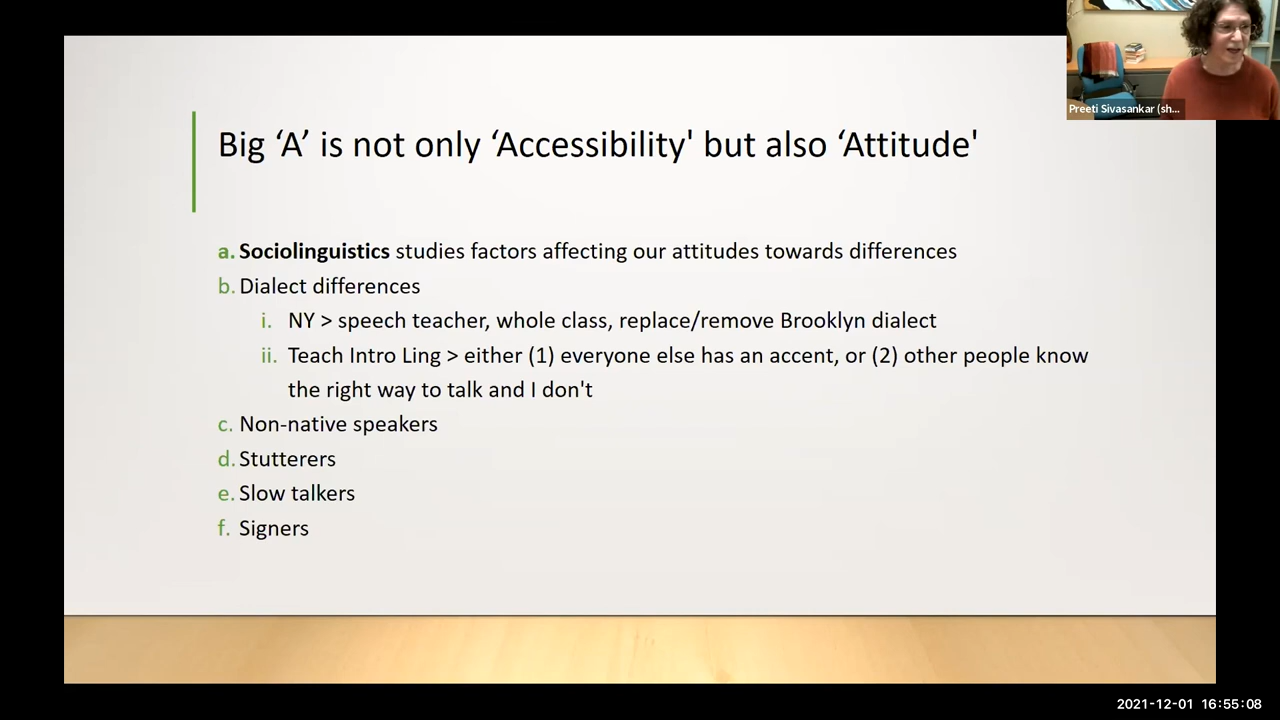 Big ‘A’ is not only ‘Accessibility' but also ‘Attitude'
a. Sociolinguistics studies factors affecting our attitudes towards differences
b. Dialect differences
i. NY > speech teacher, whole class, replace/remove Brooklyn dialect
ii. Teach Intro Ling > either (1) everyone else has an accent, or (2) other people know
the right way to talk and I don't
c. Non-native speakers
d. Stutterers
e. Slow talkers
f. Signers
Preeti Sivasankar (sh...
2021-12-01 16:55:08